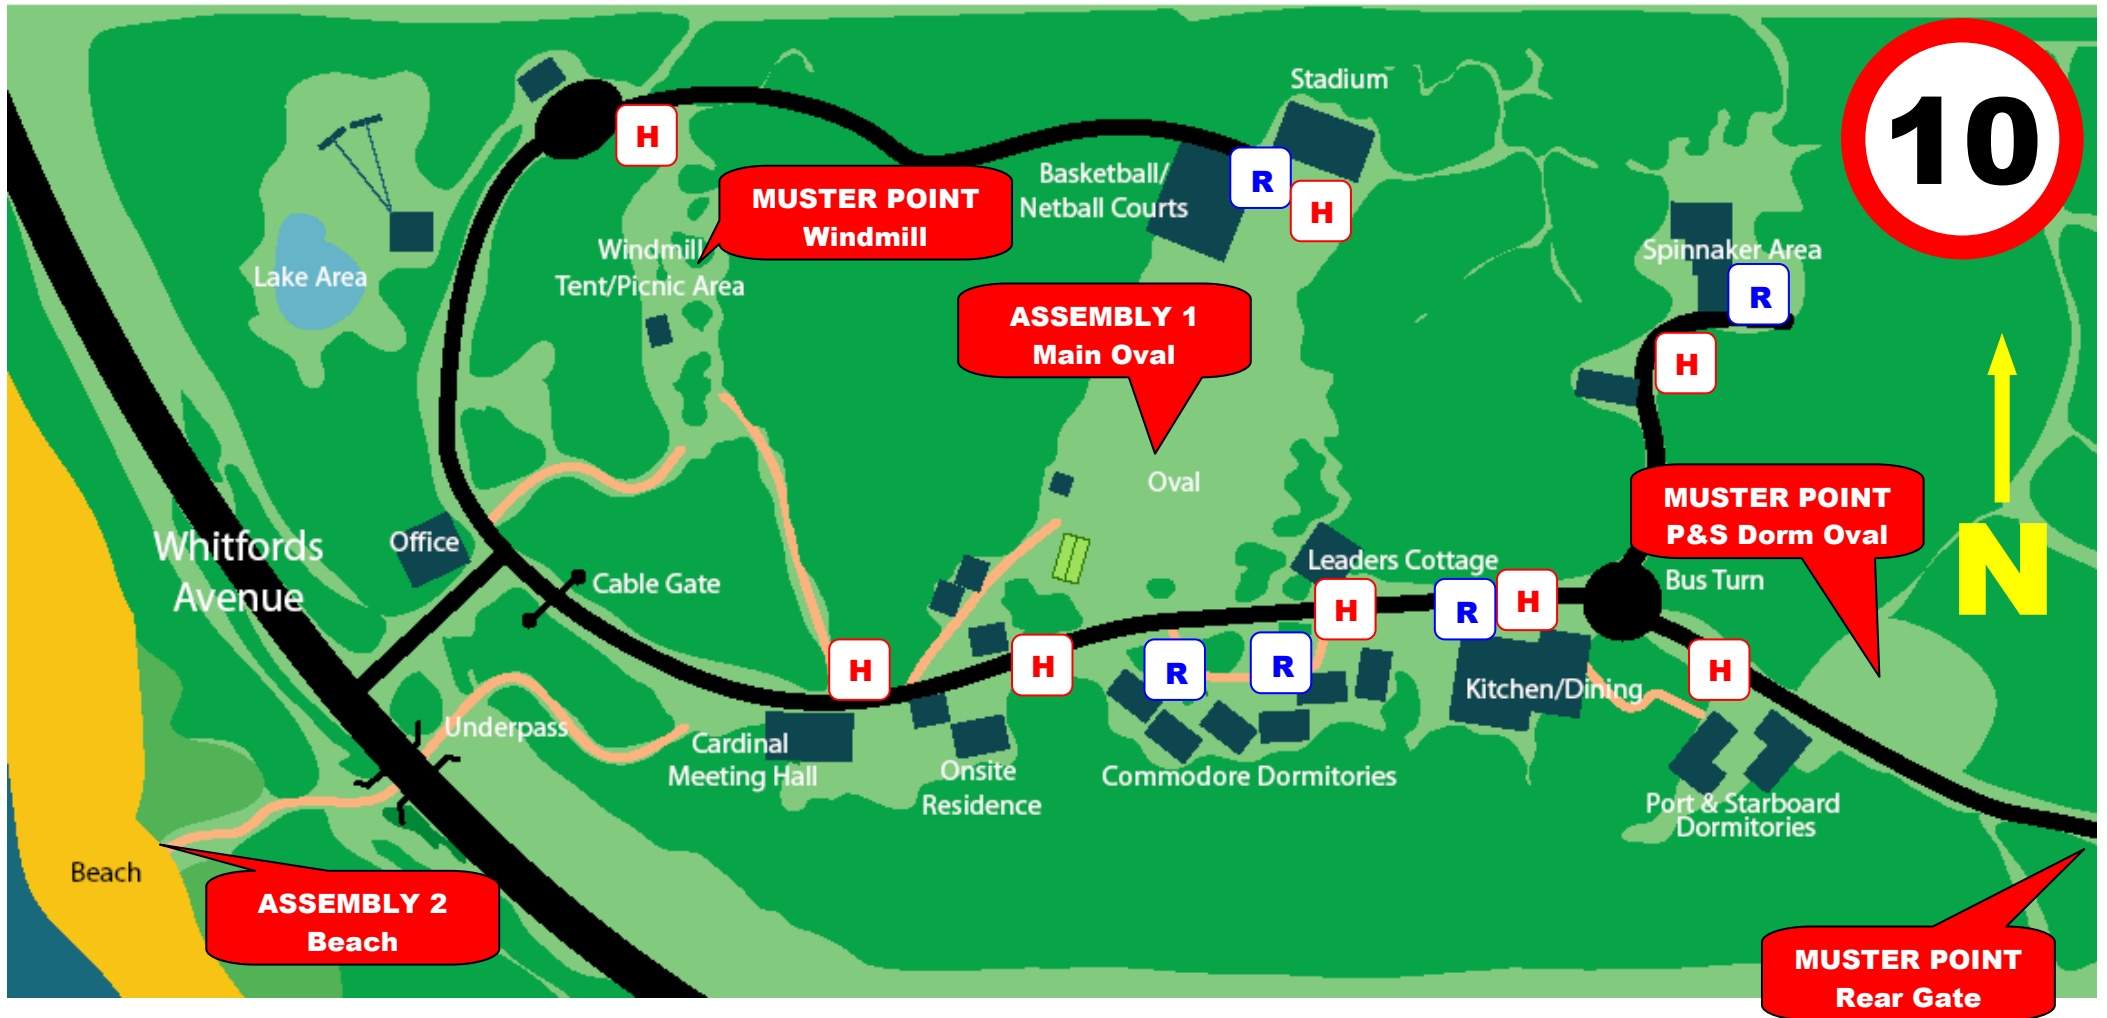 Stadium
10
H
Basketball/
Netball Courts
R
H
MUSTER POINT
Windmill
Windmill
Tent/Picnic Area
Lake Area
Spinnaker Area
R
H
ASSEMBLY 1
Main Oval
Oval
MUSTER POINT
P&S Dorm Oval
N
Whitfords
Avenue
Office
Cable Gate
Leaders Cottage
Bus Turn
H
R
H
H
H
R
R
H
Kitchen/Dining
Underpass
Cardinal
Meeting Hall
Onsite
Residence
Commodore Dormitories
Port & Starboard
Dormitories
Beach
ASSEMBLY 2
Beach
MUSTER POINT
Rear Gate